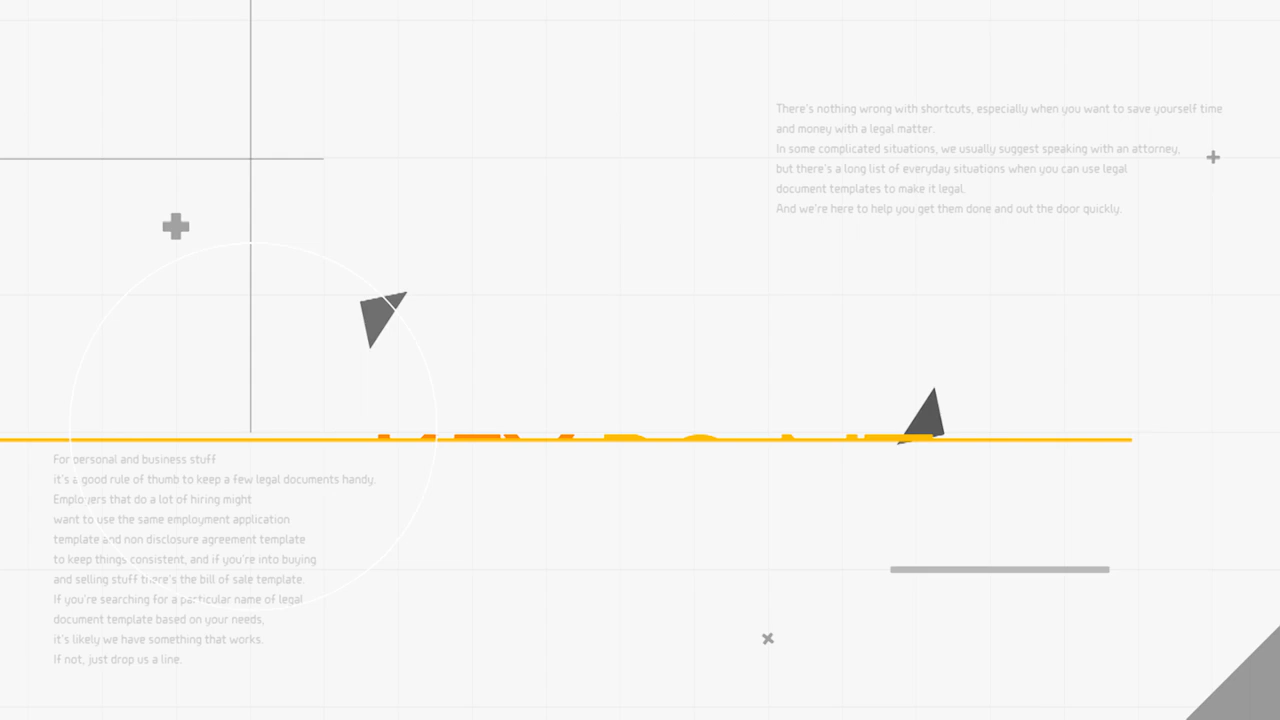 There's nothing wrong with shortcuts, especially when you want to save yourself time
and money with a legal matter.
In some complicated situations, we usually suggest speaking with an attorney,
but there's a long list of everyday situations when you can use legal
document templates to make it legal.
And we're here to help you get them done and out the door quickly.
For personal and business stuff
it's a good rule of thumb to keep a few legal documents handy.
Employers that do a lot of hiring might
want to use the same employment application
template and non disclosure agreement template
to keep things consistent, and if you're into buying
and selling stuff there's the bill of sale template.
If you're searching for a particular name of legal
document template based on your needs,
it's likely we have something that works.
If not, just drop us a line.